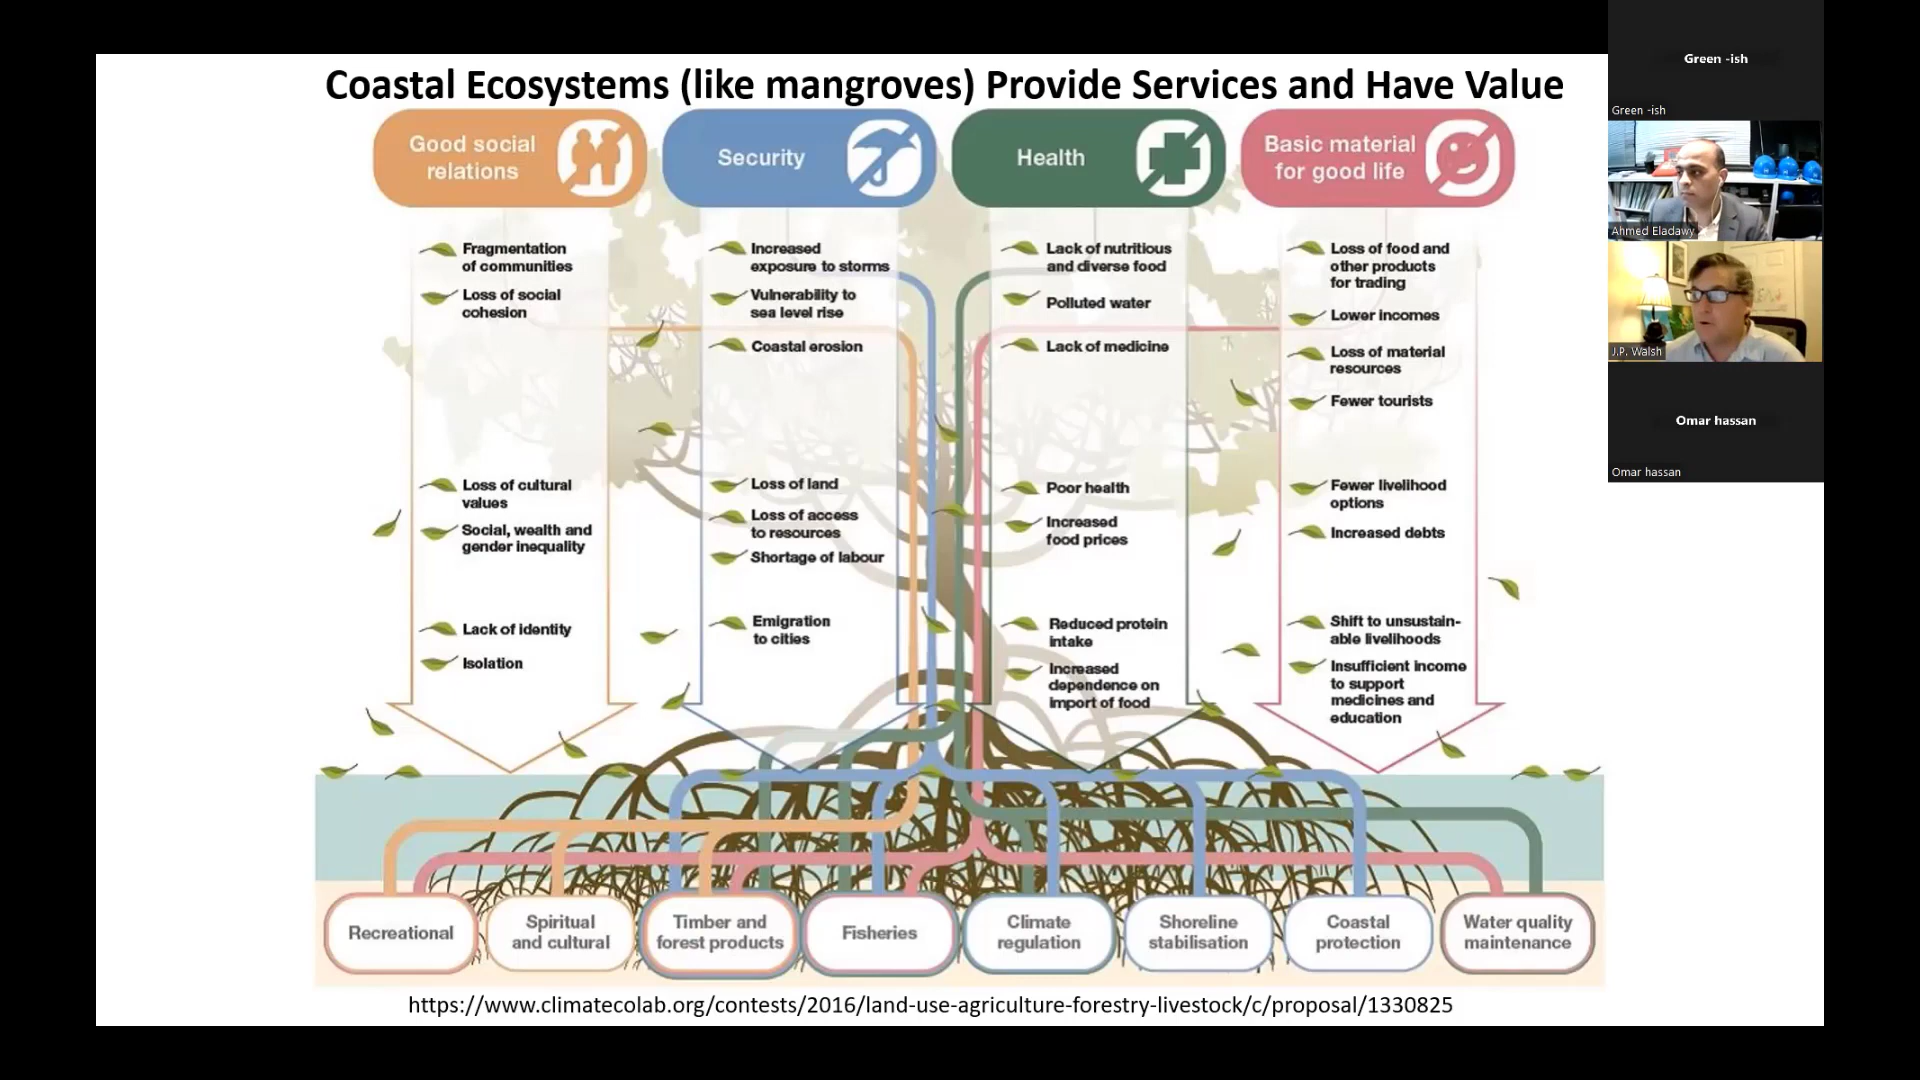 Coastal Ecosystems (like mangroves) Provide Services and Have Value
Good social
relations
Security
Health
Basic material
for good life
Fragmentation
of communities
Loss of social
cohesion
Loss of cultural
values
Social, wealth and
gender inequality
Lack of identity
Isolation
Increased
exposure to storms
Vulnerability to
sea level rise
Coastal erosion
Loss of land
Loss of access
to resources
Shortage of labour
Emigration
to cities
Lack of nutritious
and diverse food
Polluted water
Lack of medicine
Poor health
Increased
food prices
Reduced protein
intake
Increased
dependence on
import of food
Loss of food and
other products
for trading
Lower incomes
Loss of material
resources
Fewer tourists
Fewer livelihood
options
Increased debts
Shift to unsustain-
able livelihoods
Insufficient income
to support
medicines and
education
Recreational
Spiritual
and cultural
Timber and
forest products
Fisheries
Climate
regulation
Shoreline
stabilisation
Coastal
protection
Water quality
maintenance
https://www.climatecolab.org/contests/2016/land-use-agriculture-forestry-livestock/c/proposal/1330825
Green -ish
Green -ish
Ahmed Eladawy
J.P. Walsh
Omar hassan
Omar hassan